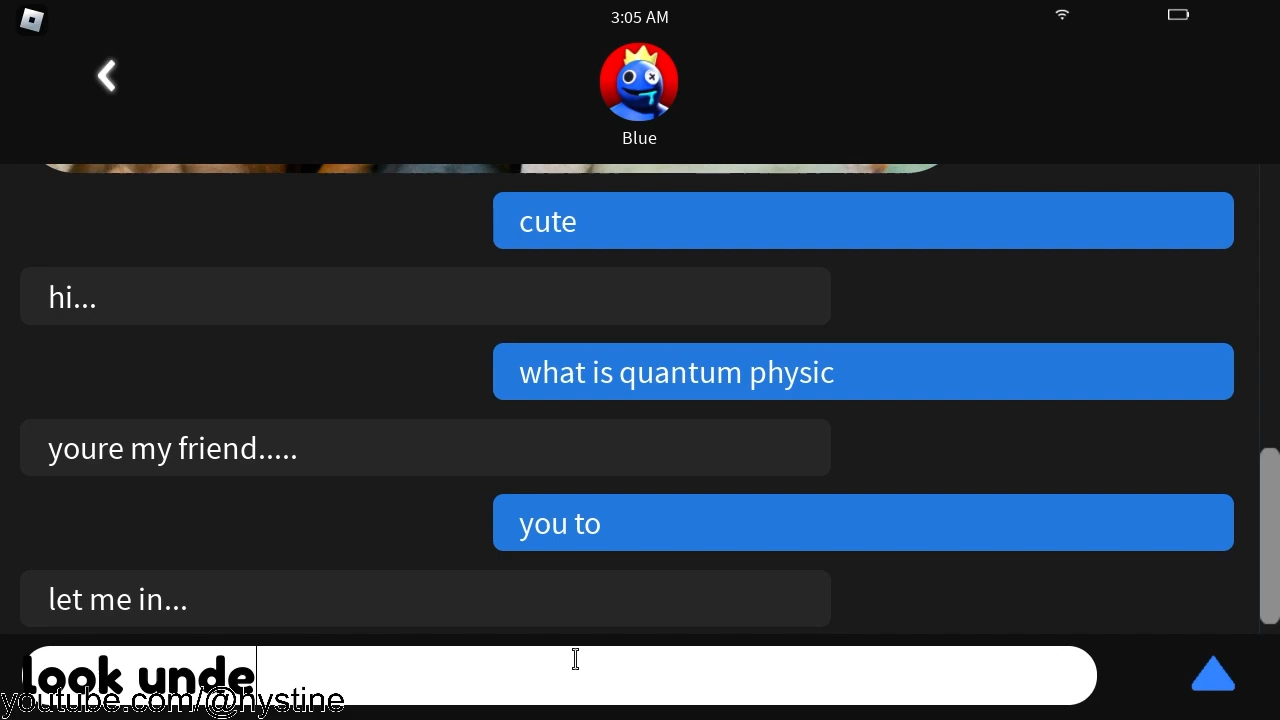 3:05 AM
Blue
cute
hi...
what is quantum physic
youre my friend.....
you to
let me in...
look unde
youtube.com/@hystine